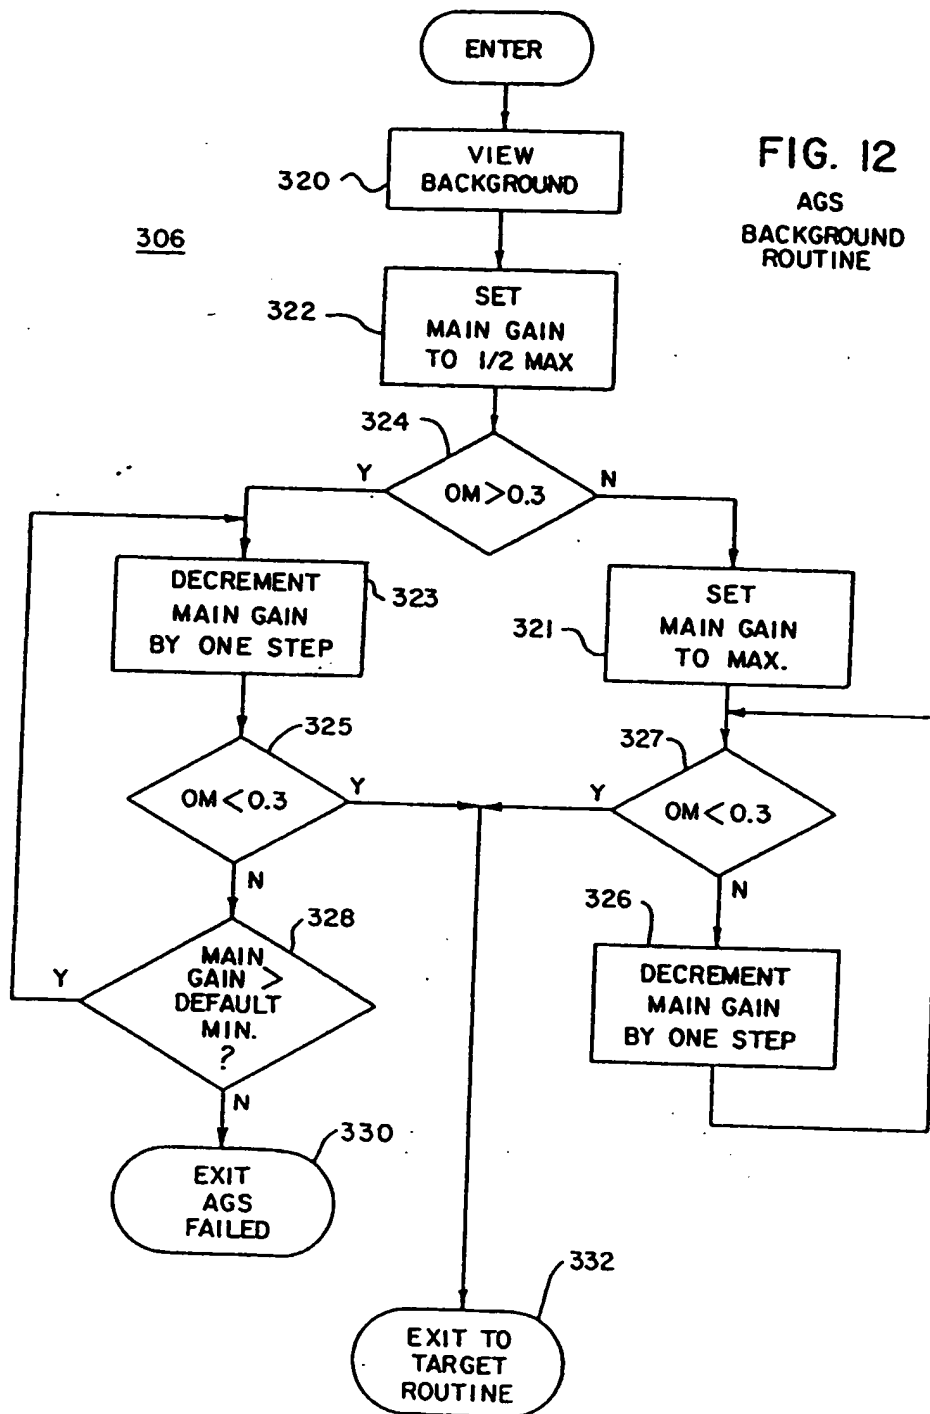 ENTER
VIEW
BACKGROUND
320
FIG. 12
AGS
BACKGROUND
ROUTINE
306
SET
MAIN GAIN
TO 1/2 MAX
322
324
Y
OM>0.3
N
DECREMENT
MAIN GAIN
BY ONE STEP
323
SET
MAIN GAIN
TO MAX.
321
325
OM<0.3
Y
N
327
Y
OM<0.3
N
328
MAIN
GAIN >
DEFAULT
MIN.
?
Y
N
326
DECREMENT
MAIN GAIN
BY ONE STEP
330
EXIT
AGS
FAILED
332
EXIT TO
TARGET
ROUTINE